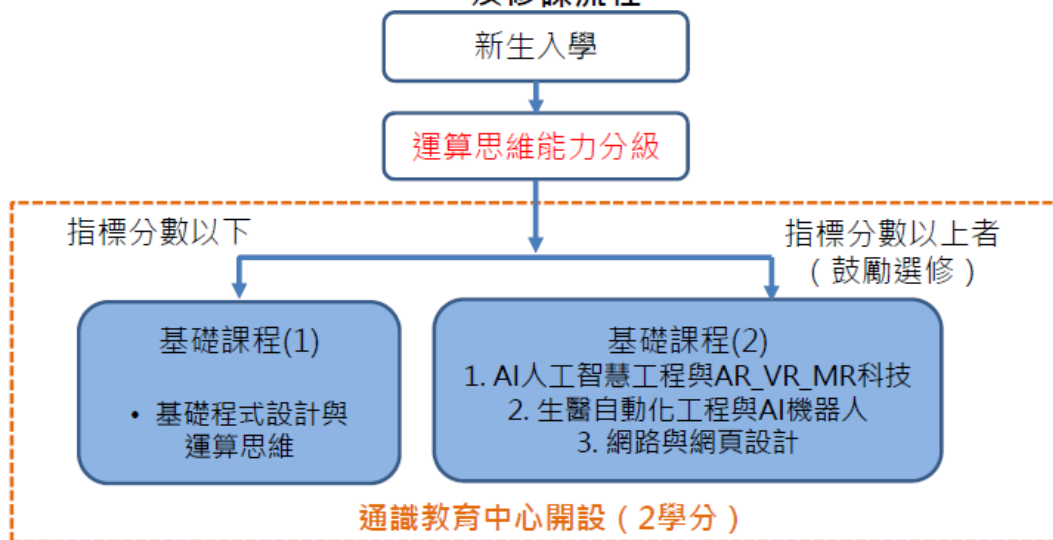 新生入學
運算思維能力分級
指標分數以下
指標分數以上者
（鼓勵選修）
基礎課程(1)
• 基礎程式設計與
運算思維
基礎課程(2)
1. AI人工智慧工程與AR_VR_MR科技
2. 生醫自動化工程與AI機器人
3. 網路與網頁設計
通識教育中心開設（2學分）